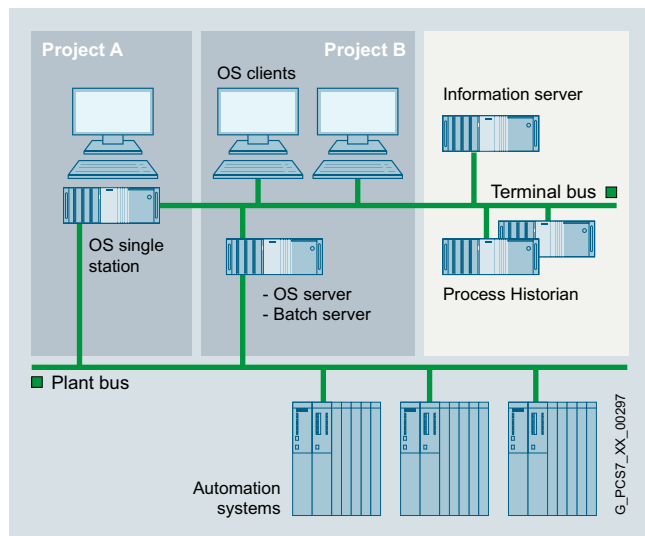 Project A
Project B
OS clients
Information server
Terminal bus
OS single
station
- OS server
- Batch server
Process Historian
Plant bus
Automation
systems
G_PCS7_XX_00297